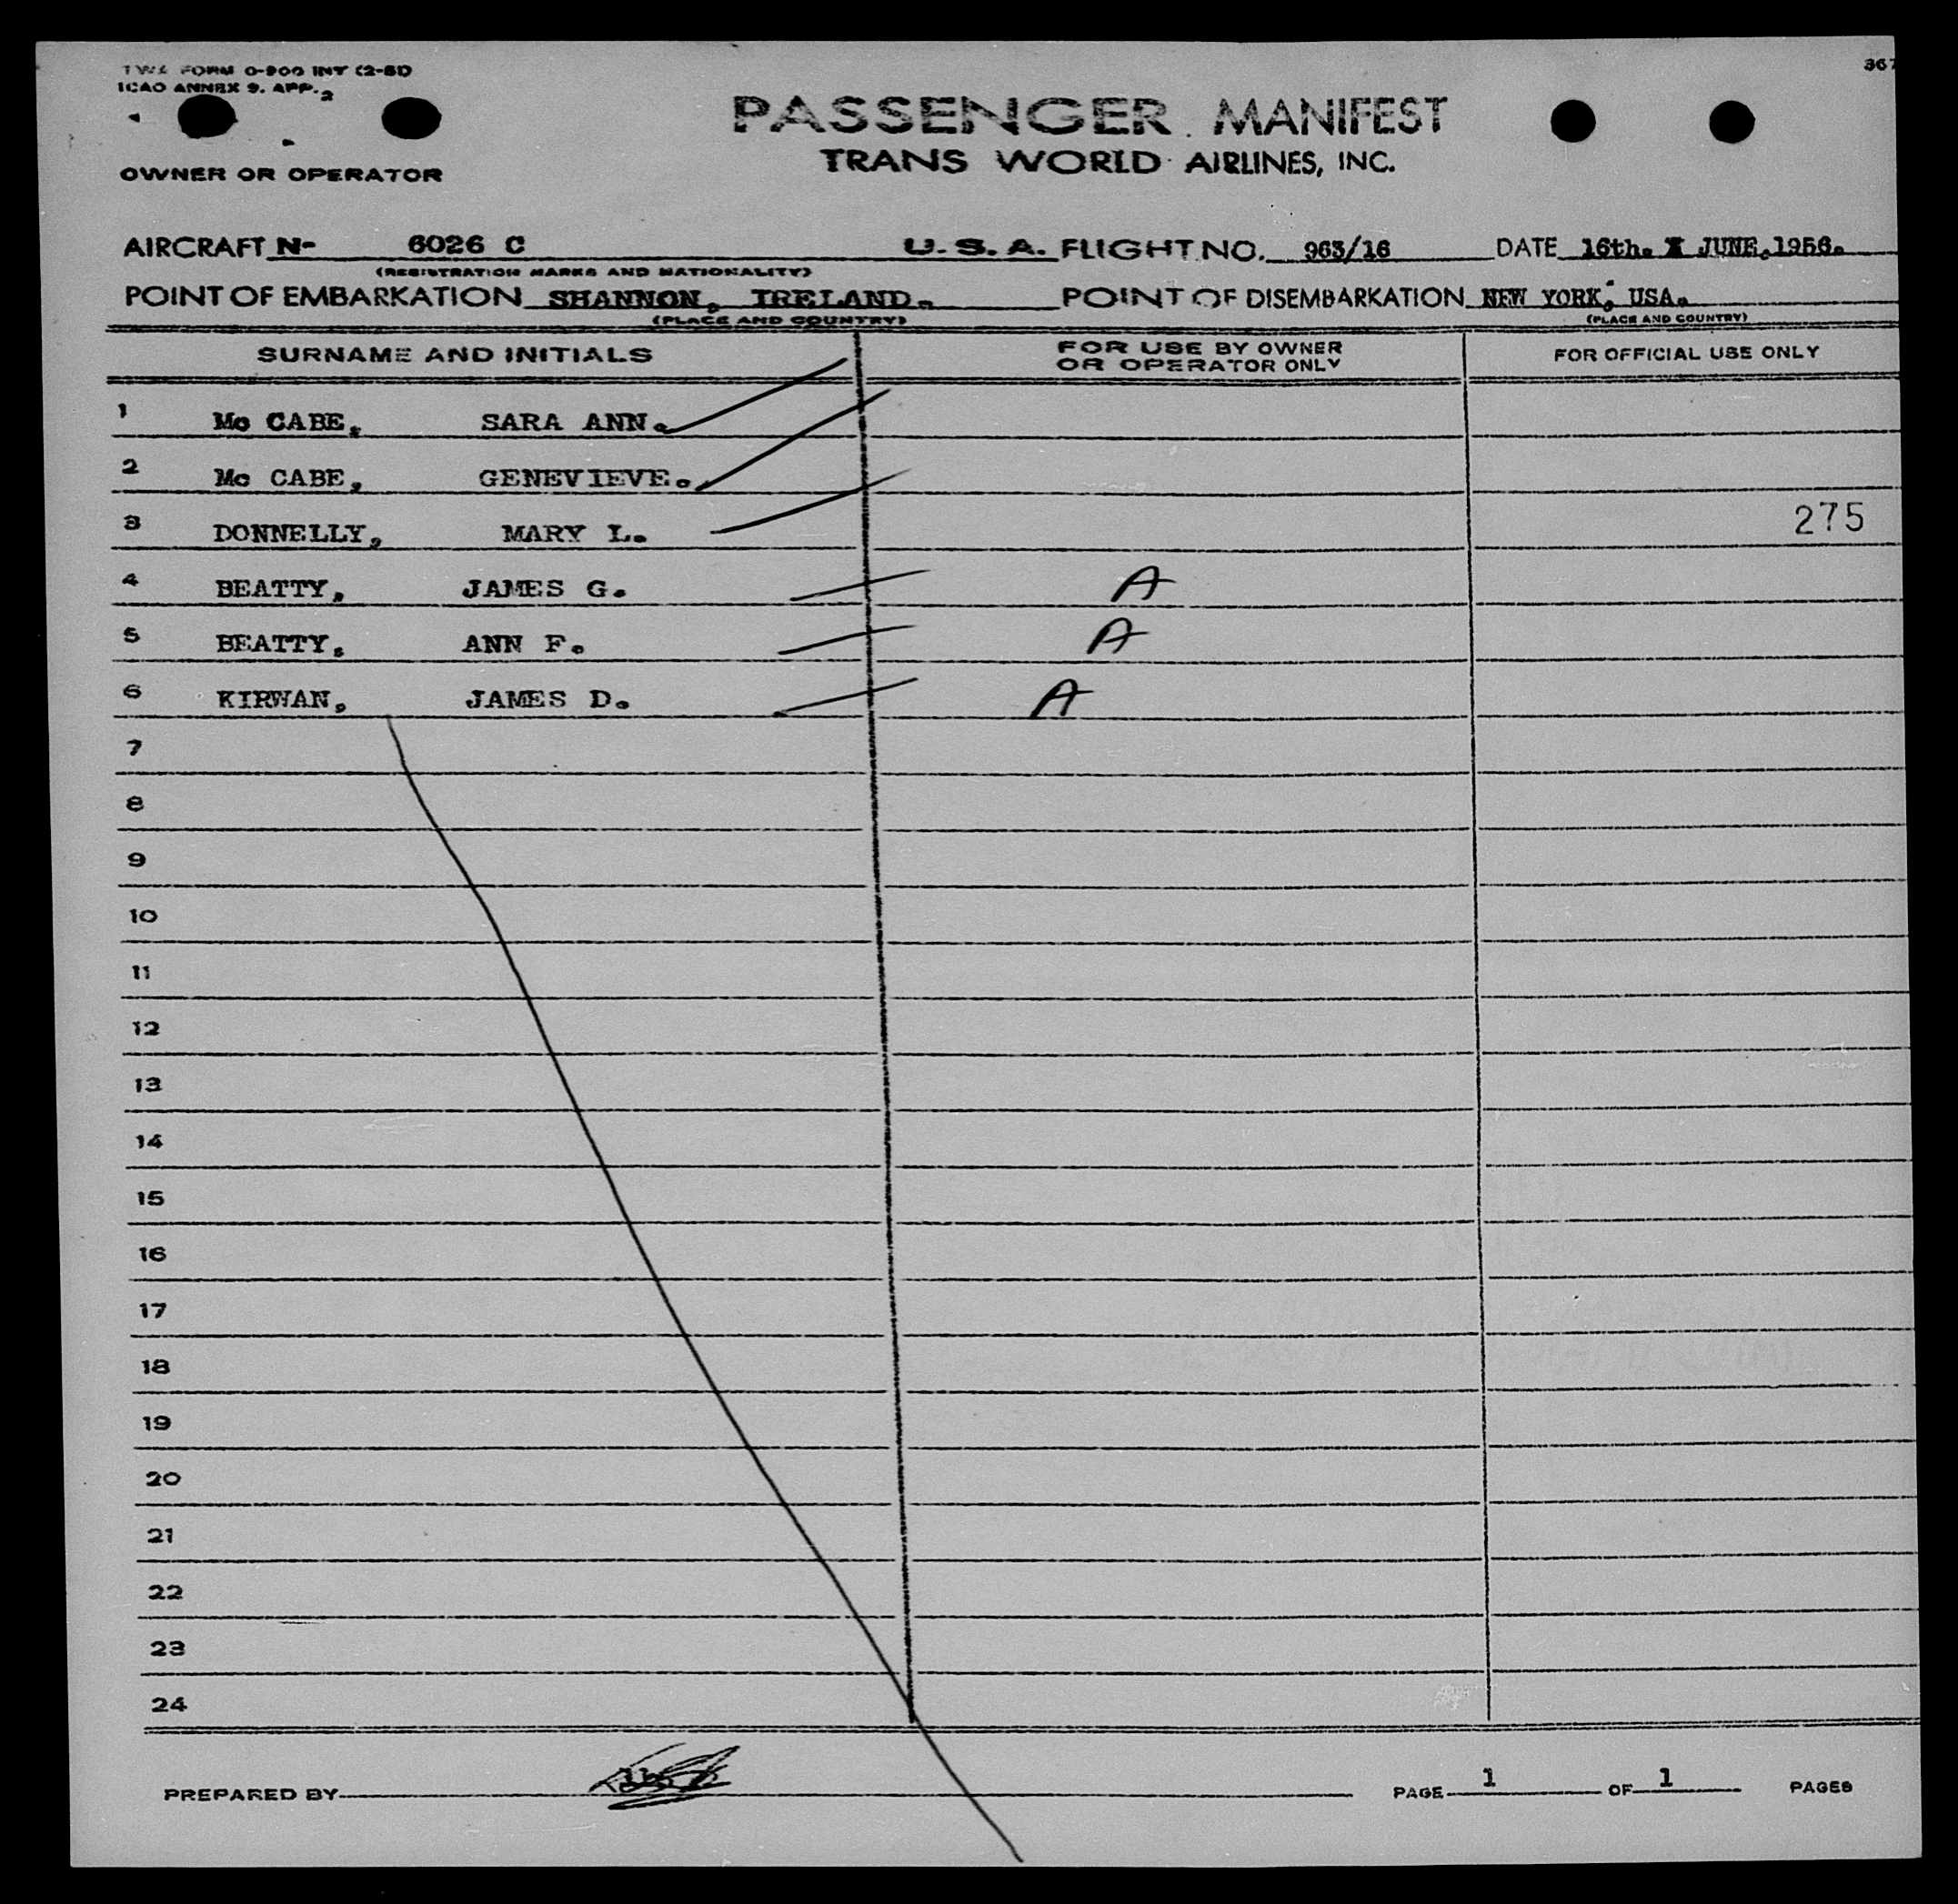 TWA FORM O-900 INT (2-51)
ICAO ANNEX 9. APP. 2
367
PASSENGER MANIFEST
TRANS WORLD AIRLINES, INC.
OWNER OR OPERATOR
AIRCRAFT N- 6026 C U.S.A. FLIGHT NO. 963/16 DATE 16th. X JUNE, 1956.
(REGISTRATION MARKS AND NATIONALITY)
POINT OF EMBARKATION SHANNON, IRELAND. POINT OF DISEMBARKATION NEW YORK, USA.
(PLACE AND COUNTRY) (PLACE AND COUNTRY)
SURNAME AND INITIALS FOR USE BY OWNER OR OPERATOR ONLY FOR OFFICIAL USE ONLY
1 Mc CABE, SARA ANN.
2 Mc CABE, GENEVIEVE.
3 DONNELLY, MARY L. 275
4 BEATTY, JAMES G. A
5 BEATTY, ANN F. A
6 KIRWAN, JAMES D. A
7
8
9
10
11
12
13
14
15
16
17
18
19
20
21
22
23
24
PREPARED BY PAGE 1 OF 1 PAGES